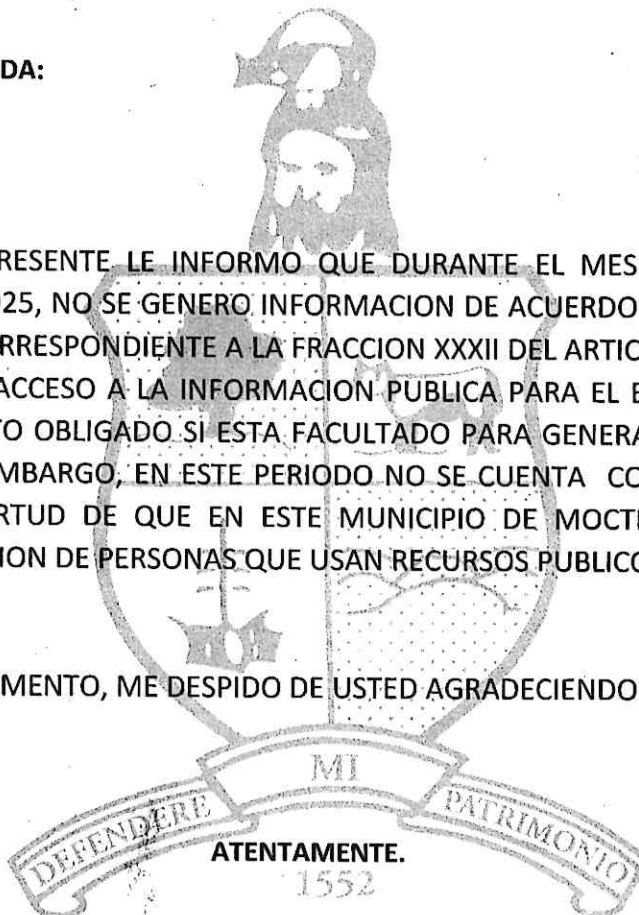 DA:
RESENTE LE INFORMO QUE DURANTE EL MES
025, NO SE GENERO INFORMACION DE ACUERDO
RRESPONDIENTE A LA FRACCION XXXII DEL ARTIC
ACCESO A LA INFORMACION PUBLICA PARA EL E
TO OBLIGADO SI ESTA FACULTADO PARA GENERA
MBARGO, EN ESTE PERIODO NO SE CUENTA CO
RTUD DE QUE EN ESTE MUNICIPIO DE MOCTE
ION DE PERSONAS QUE USAN RECURSOS PUBLICO
MENTO, ME DESPIDO DE USTED AGRADECIENDO
MI
DEFENDERE
PATRIMONIO
ATENTAMENTE.
1552